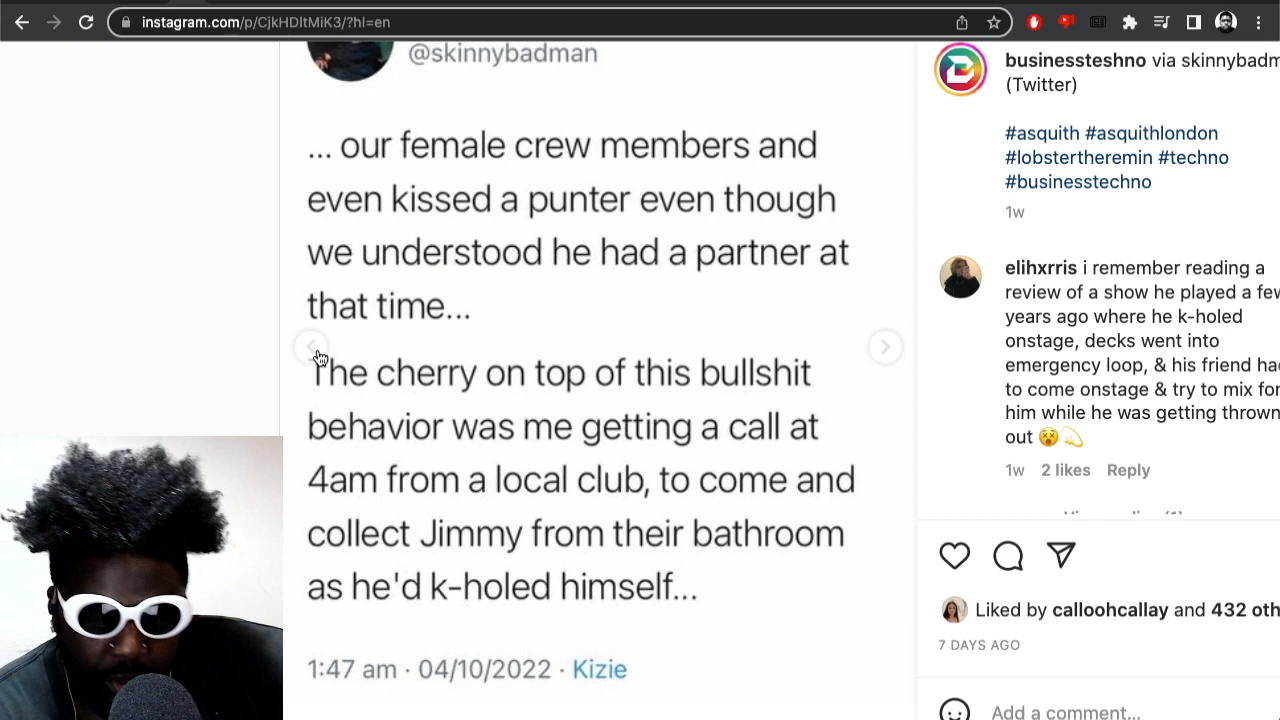 instagram.com/p/CjkHDltMiK3/?hl=en
@skinnybadman
... our female crew members and
even kissed a punter even though
we understood he had a partner at
that time...
The cherry on top of this bullshit
behavior was me getting a call at
4am from a local club, to come and
collect Jimmy from their bathroom
as he'd k-holed himself...
1:47 am · 04/10/2022 · Kizie
businessteshno via skinnybadm
(Twitter)
#asquith #asquithlondon
#lobstertheremin #techno
#businesstechno
1w
elihxrris i remember reading a
review of a show he played a few
years ago where he k-holed
onstage, decks went into
emergency loop, & his friend had
to come onstage & try to mix for
him while he was getting thrown
out 😵💫
1w 2 likes Reply
Liked by calloohcallay and 432 oth
7 DAYS AGO
Add a comment...